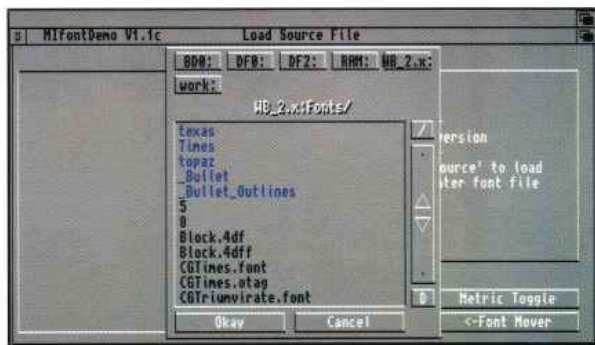 MIfontDemo V1.1c Load Source File
BD0: DF0: DF2: RAM: WB_2.x:
work:
WB_2.x:Fonts/
texas
Times
topaz
_Bullet
_Bullet_Outlines
5
8
Block.4df
Block.4dff
CGTimes.font
CGTimes.otag
CGTriumvirate.font
/
D
Okay Cancel
ersion
ource' to load
ter font file
Metric Toggle
<-Font Mover